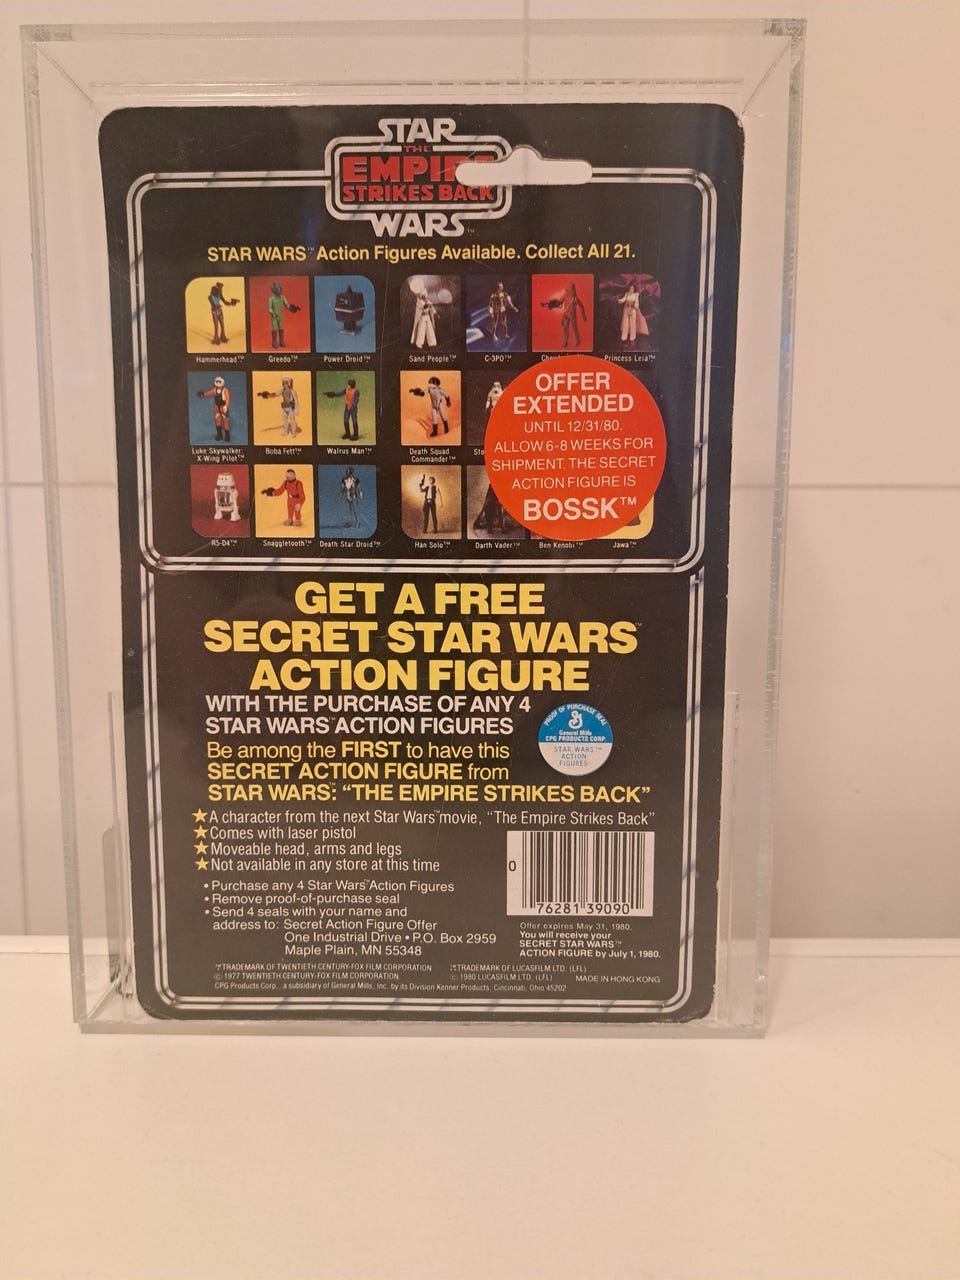 STAR
THE
EMPIRE
STRIKES BACK
WARS™
STAR WARS™ Action Figures Available. Collect All 21.
Hammerhead™ Greedo™ Power Droid™ Sand People™ C-3PO™ Princess Leia™
Luke Skywalker: Boba Fett™ Walrus Man™ Death Squad
X-Wing Pilot™ Commander™
R5-D4™ Snaggletooth™ Death Star Droid™ Han Solo™ Darth Vader™ Ben Kenobi™ Jawa™
OFFER
EXTENDED
UNTIL 12/31/80.
ALLOW 6-8 WEEKS FOR
SHIPMENT. THE SECRET
ACTION FIGURE IS
BOSSK™
GET A FREE
SECRET STAR WARS™
ACTION FIGURE
WITH THE PURCHASE OF ANY 4
STAR WARS™ ACTION FIGURES
PROOF OF PURCHASE SEAL
General Mills
CPG PRODUCTS CORP.
STAR WARS™
ACTION
FIGURES
Be among the FIRST to have this
SECRET ACTION FIGURE from
STAR WARS™: "THE EMPIRE STRIKES BACK"
★A character from the next Star Wars™ movie, "The Empire Strikes Back"
★Comes with laser pistol
★Moveable head, arms and legs
★Not available in any store at this time
• Purchase any 4 Star Wars™ Action Figures
• Remove proof-of-purchase seal
• Send 4 seals with your name and
address to: Secret Action Figure Offer
One Industrial Drive • P.O. Box 2959
Maple Plain, MN 55348
0 76281 39090
Offer expires May 31, 1980.
You will receive your
SECRET STAR WARS™
ACTION FIGURE by July 1, 1980.
*™TRADEMARK OF TWENTIETH CENTURY-FOX FILM CORPORATION ™TRADEMARK OF LUCASFILM LTD. (LFL)
© 1977 TWENTIETH CENTURY-FOX FILM CORPORATION © 1980 LUCASFILM LTD. (LFL) MADE IN HONG KONG
CPG Products Corp., a subsidiary of General Mills, Inc. by its Division Kenner Products, Cincinnati, Ohio 45202